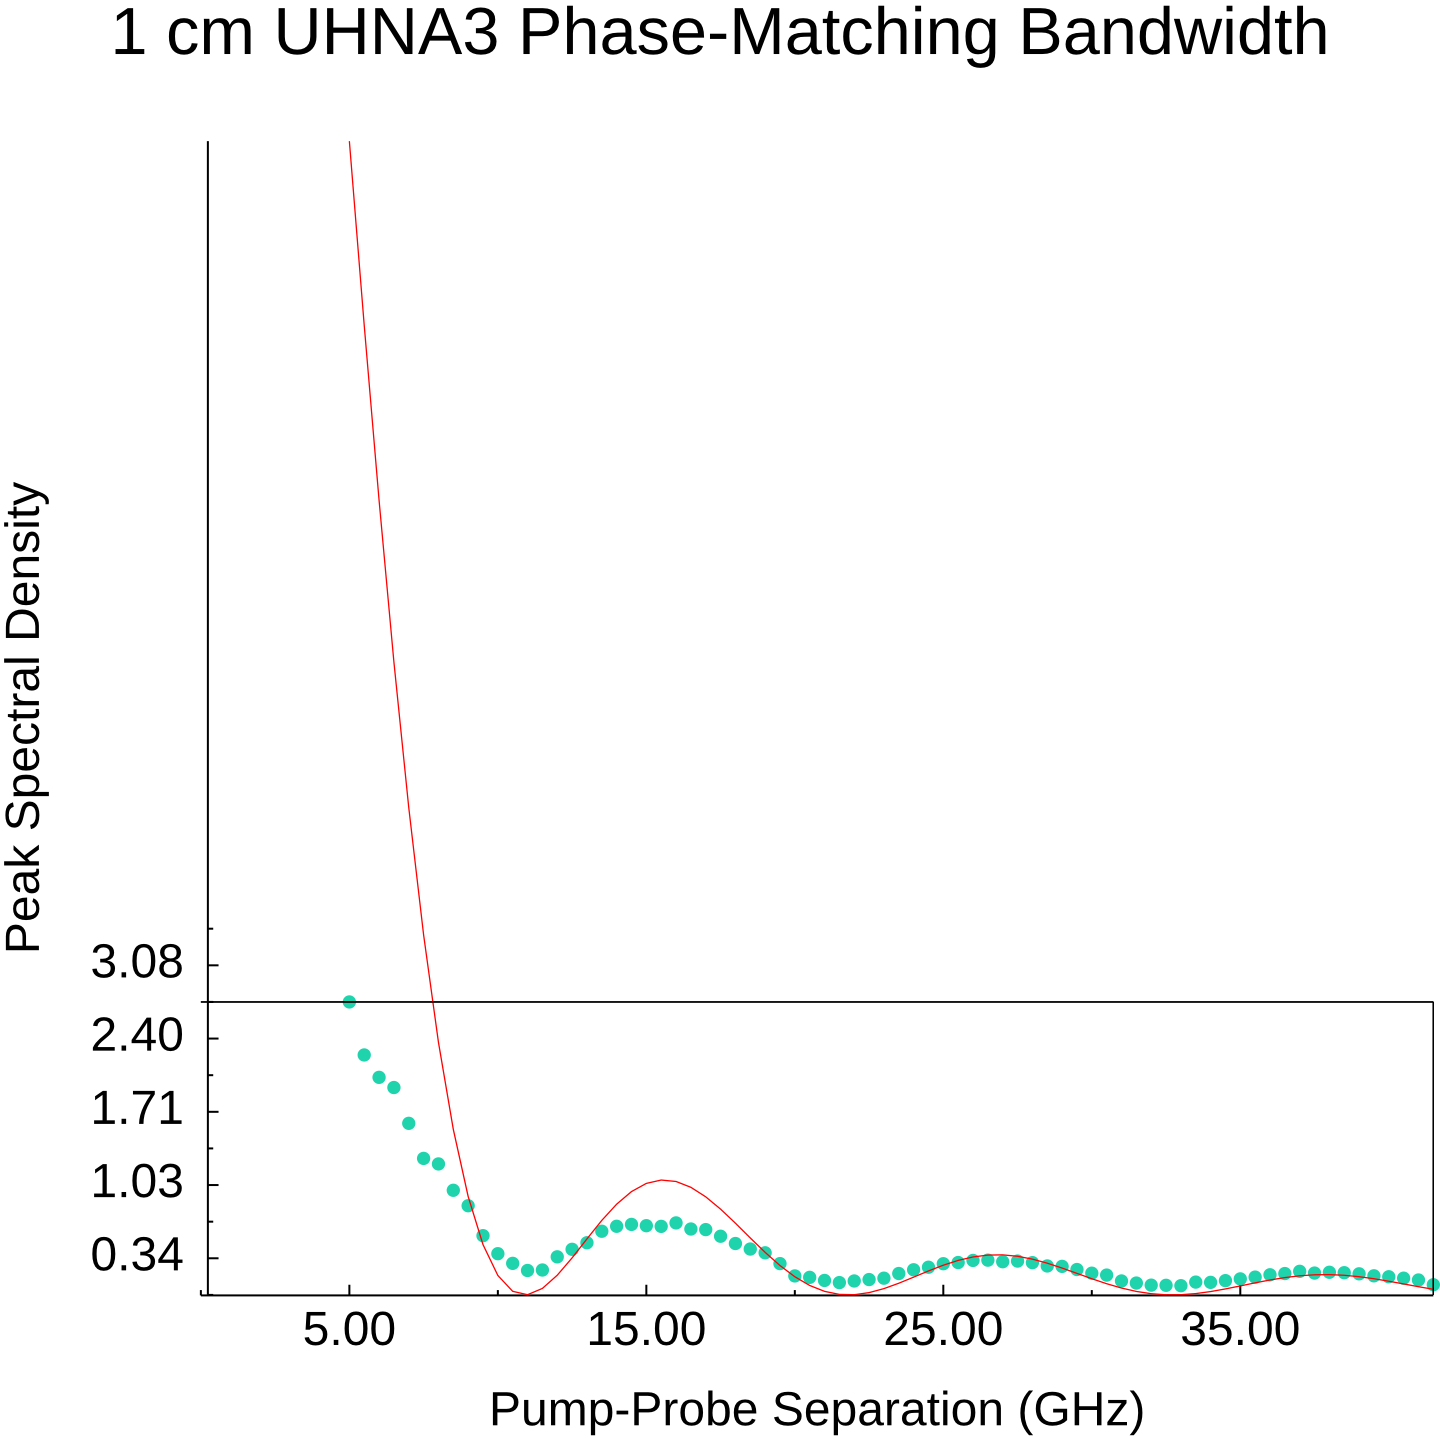 1 cm UHNA3 Phase-Matching Bandwidth
Peak Spectral Density
3.08
2.40
1.71
1.03
0.34
5.00 15.00 25.00 35.00
Pump-Probe Separation (GHz)